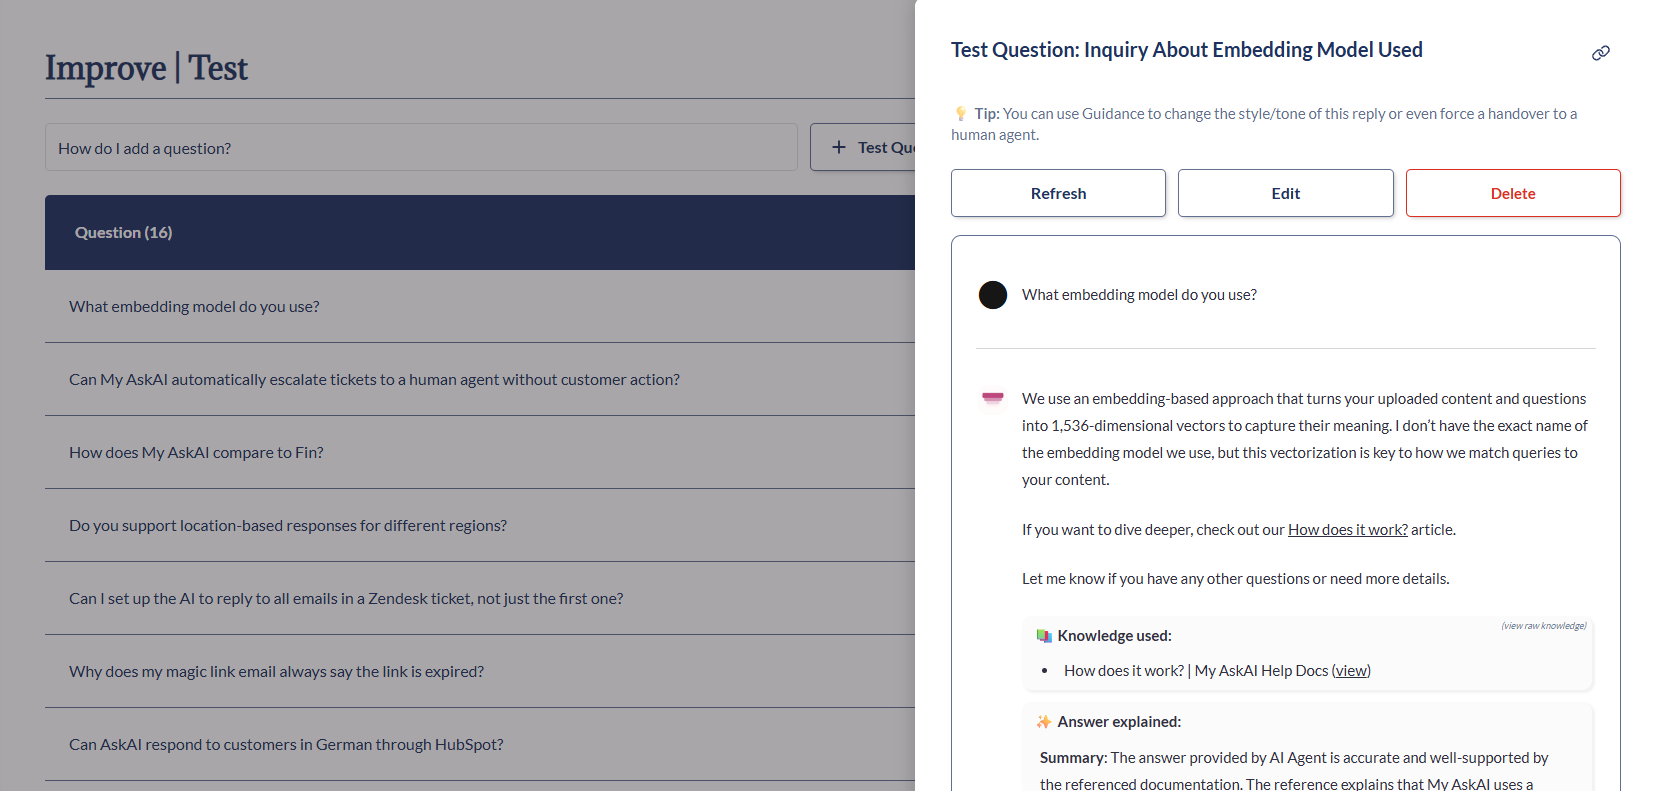 Improve | Test
How do I add a question?
+ Test Qu
Question (16)
What embedding model do you use?
Can My AskAI automatically escalate tickets to a human agent without customer action?
How does My AskAI compare to Fin?
Do you support location-based responses for different regions?
Can I set up the AI to reply to all emails in a Zendesk ticket, not just the first one?
Why does my magic link email always say the link is expired?
Can AskAI respond to customers in German through HubSpot?
Test Question: Inquiry About Embedding Model Used
Tip: You can use Guidance to change the style/tone of this reply or even force a handover to a
human agent.
Refresh
Edit
Delete
What embedding model do you use?
We use an embedding-based approach that turns your uploaded content and questions
into 1,536-dimensional vectors to capture their meaning. I don’t have the exact name of
the embedding model we use, but this vectorization is key to how we match queries to
your content.
If you want to dive deeper, check out our How does it work? article.
Let me know if you have any other questions or need more details.
(view raw knowledge)
Knowledge used:
• How does it work? | My AskAI Help Docs (view)
Answer explained:
Summary: The answer provided by AI Agent is accurate and well-supported by
the referenced documentation. The reference explains that My AskAI uses a